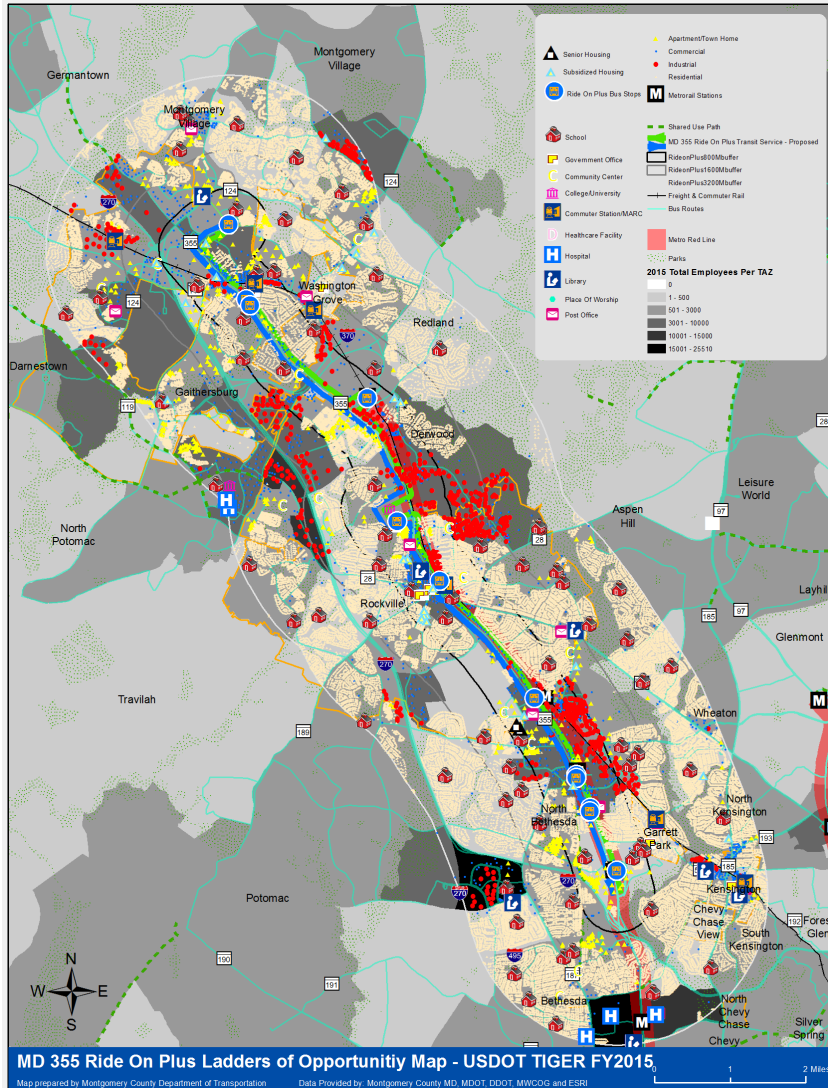 Germantown
Montgomery
Village
Montgomery
Village
124
124
270
355
124
Washington
Grove
Redland
370
Darnestown
119
Gaithersburg
355
Derwood
28
Leisure
World
Aspen
Hill
97
North
Potomac
28
28
Rockville
185
97
Layhil
Glenmont
270
Travilah
189
355
Wheaton
North
Bethesda
North
Kensington
Garrett
Park
193
185
Kensington
270
270
Potomac
Chevy
Chase
View
South
Kensington
192
Fores
Glen
495
190
191
187
Bethesda
North
Chevy
Chase
Chevy
Silver
Spring
N
W E
S
Senior Housing
Subsidized Housing
Ride On Plus Bus Stops
School
Government Office
Community Center
College/University
Commuter Station/MARC
Healthcare Facility
Hospital
Library
Place Of Worship
Post Office
Apartment/Town Home
Commercial
Industrial
Residential
Metrorail Stations
Shared Use Path
MD 355 Ride On Plus Transit Service - Proposed
RideonPlus800Mbuffer
RideonPlus1600Mbuffer
RideonPlus3200Mbuffer
Freight & Commuter Rail
Bus Routes
Metro Red Line
Parks
2015 Total Employees Per TAZ
0
1 - 500
501 - 3000
3001 - 10000
10001 - 15000
15001 - 25510
MD 355 Ride On Plus Ladders of Opportunitiy Map - USDOT TIGER FY2015
Map prepared by Montgomery County Department of Transportation
Data Provided by: Montgomery County MD, MDOT, DDOT, MWCOG and ESRI
0 1 2 Miles